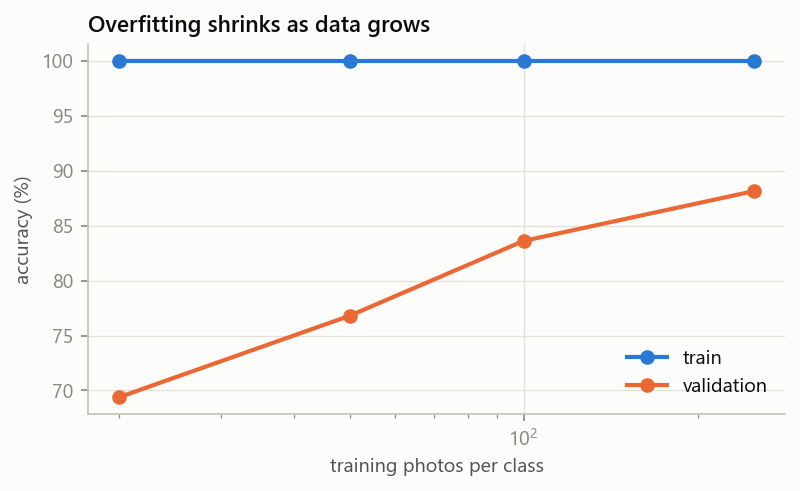 Overfitting shrinks as data grows
accuracy (%)
100
95
90
85
80
75
70
train
validation
10²
training photos per class